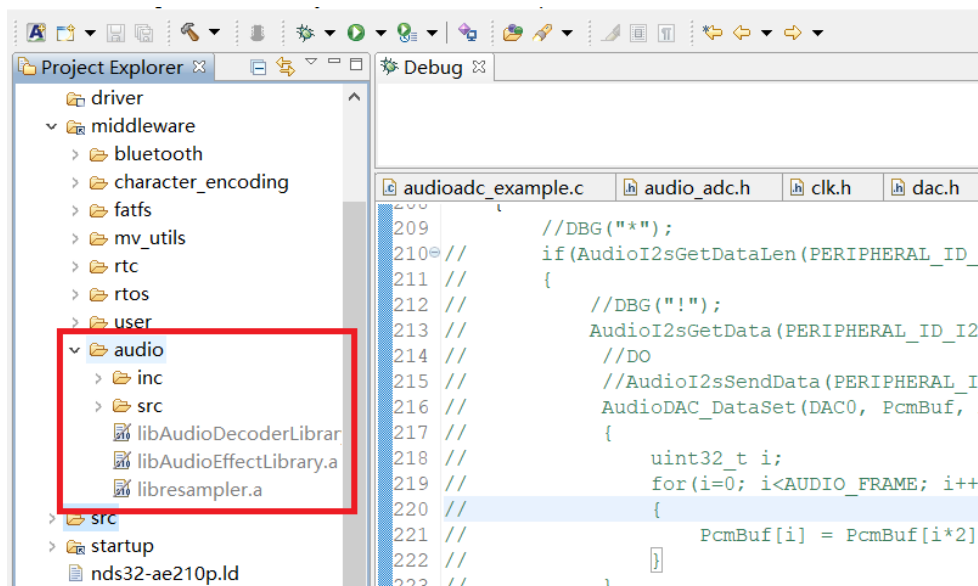 Project Explorer
driver
middleware
bluetooth
character_encoding
fatfs
mv_utils
rtc
rtos
user
audio
inc
src
libAudioDecoderLibrar
libAudioEffectLibrary.a
libresampler.a
src
startup
nds32-ae210p.ld
Debug
audioadc_example.c audio_adc.h clk.h dac.h
209 //DBG("*");
210 // if(AudioI2sGetDataLen(PERIPHERAL_ID_
211 // {
212 // //DBG("!");
213 // AudioI2sGetData(PERIPHERAL_ID_I2
214 // //DO
215 // //AudioI2sSendData(PERIPHERAL_I
216 // AudioDAC_DataSet(DAC0, PcmBuf,
217 // {
218 // uint32_t i;
219 // for(i=0; i<AUDIO_FRAME; i++
220 // {
221 // PcmBuf[i] = PcmBuf[i*2]
222 // }
223 // }